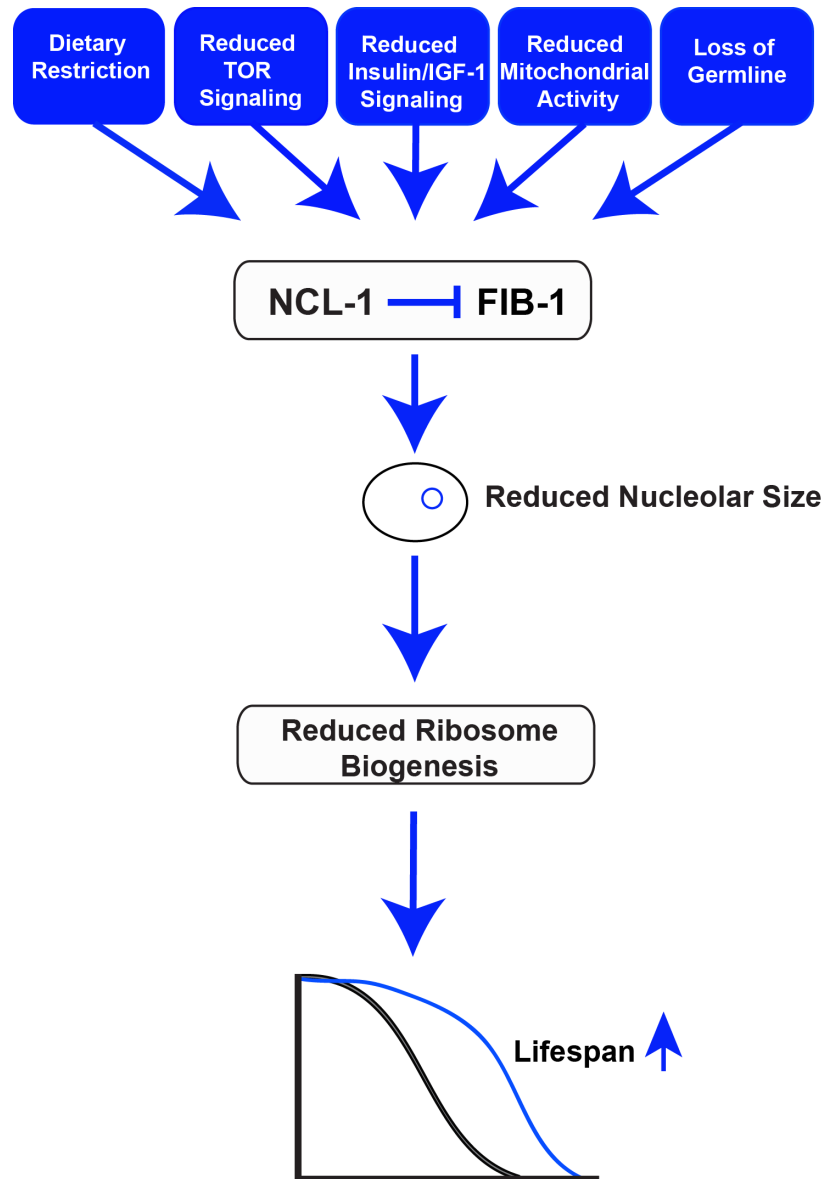 Dietary
Restriction
Reduced
TOR
Signaling
Reduced
Insulin/IGF-1
Signaling
Reduced
Mitochondrial
Activity
Loss of
Germline
NCL-1
FIB-1
Reduced Nucleolar Size
Reduced Ribosome
Biogenesis
Lifespan